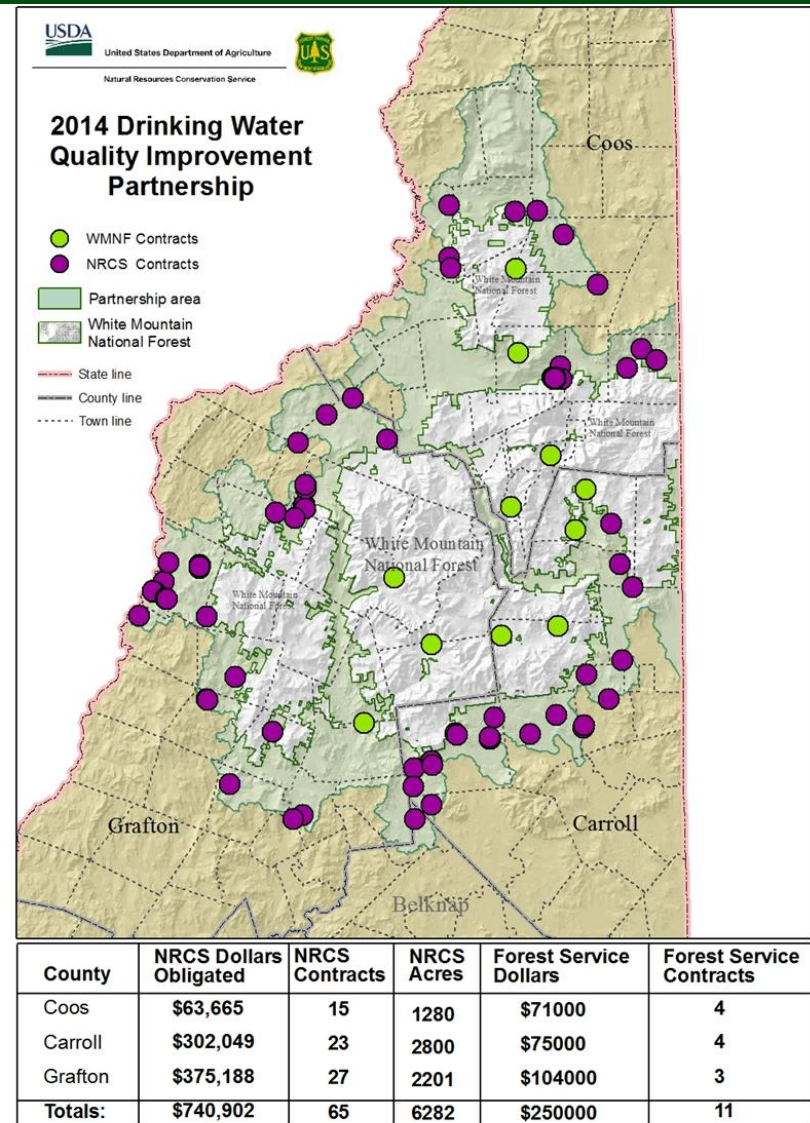 USDA
United States Department of Agriculture
Natural Resources Conservation Service
UAS
2014 Drinking Water
Quality Improvement
Partnership
WMNF Contracts
NRCS Contracts
Partnership area
White Mountain
National Forest
State line
County line
Town line
Coos
White Mountain
National Forest
White Mountain
National Forest
White Mountain
National Forest
White Mountain
National Forest
Grafton
Carroll
Belknap
County NRCS Dollars Obligated NRCS Contracts NRCS Acres Forest Service Dollars Forest Service Contracts
Coos $63,665 15 1280 $71000 4
Carroll $302,049 23 2800 $75000 4
Grafton $375,188 27 2201 $104000 3
Totals: $740,902 65 6282 $250000 11